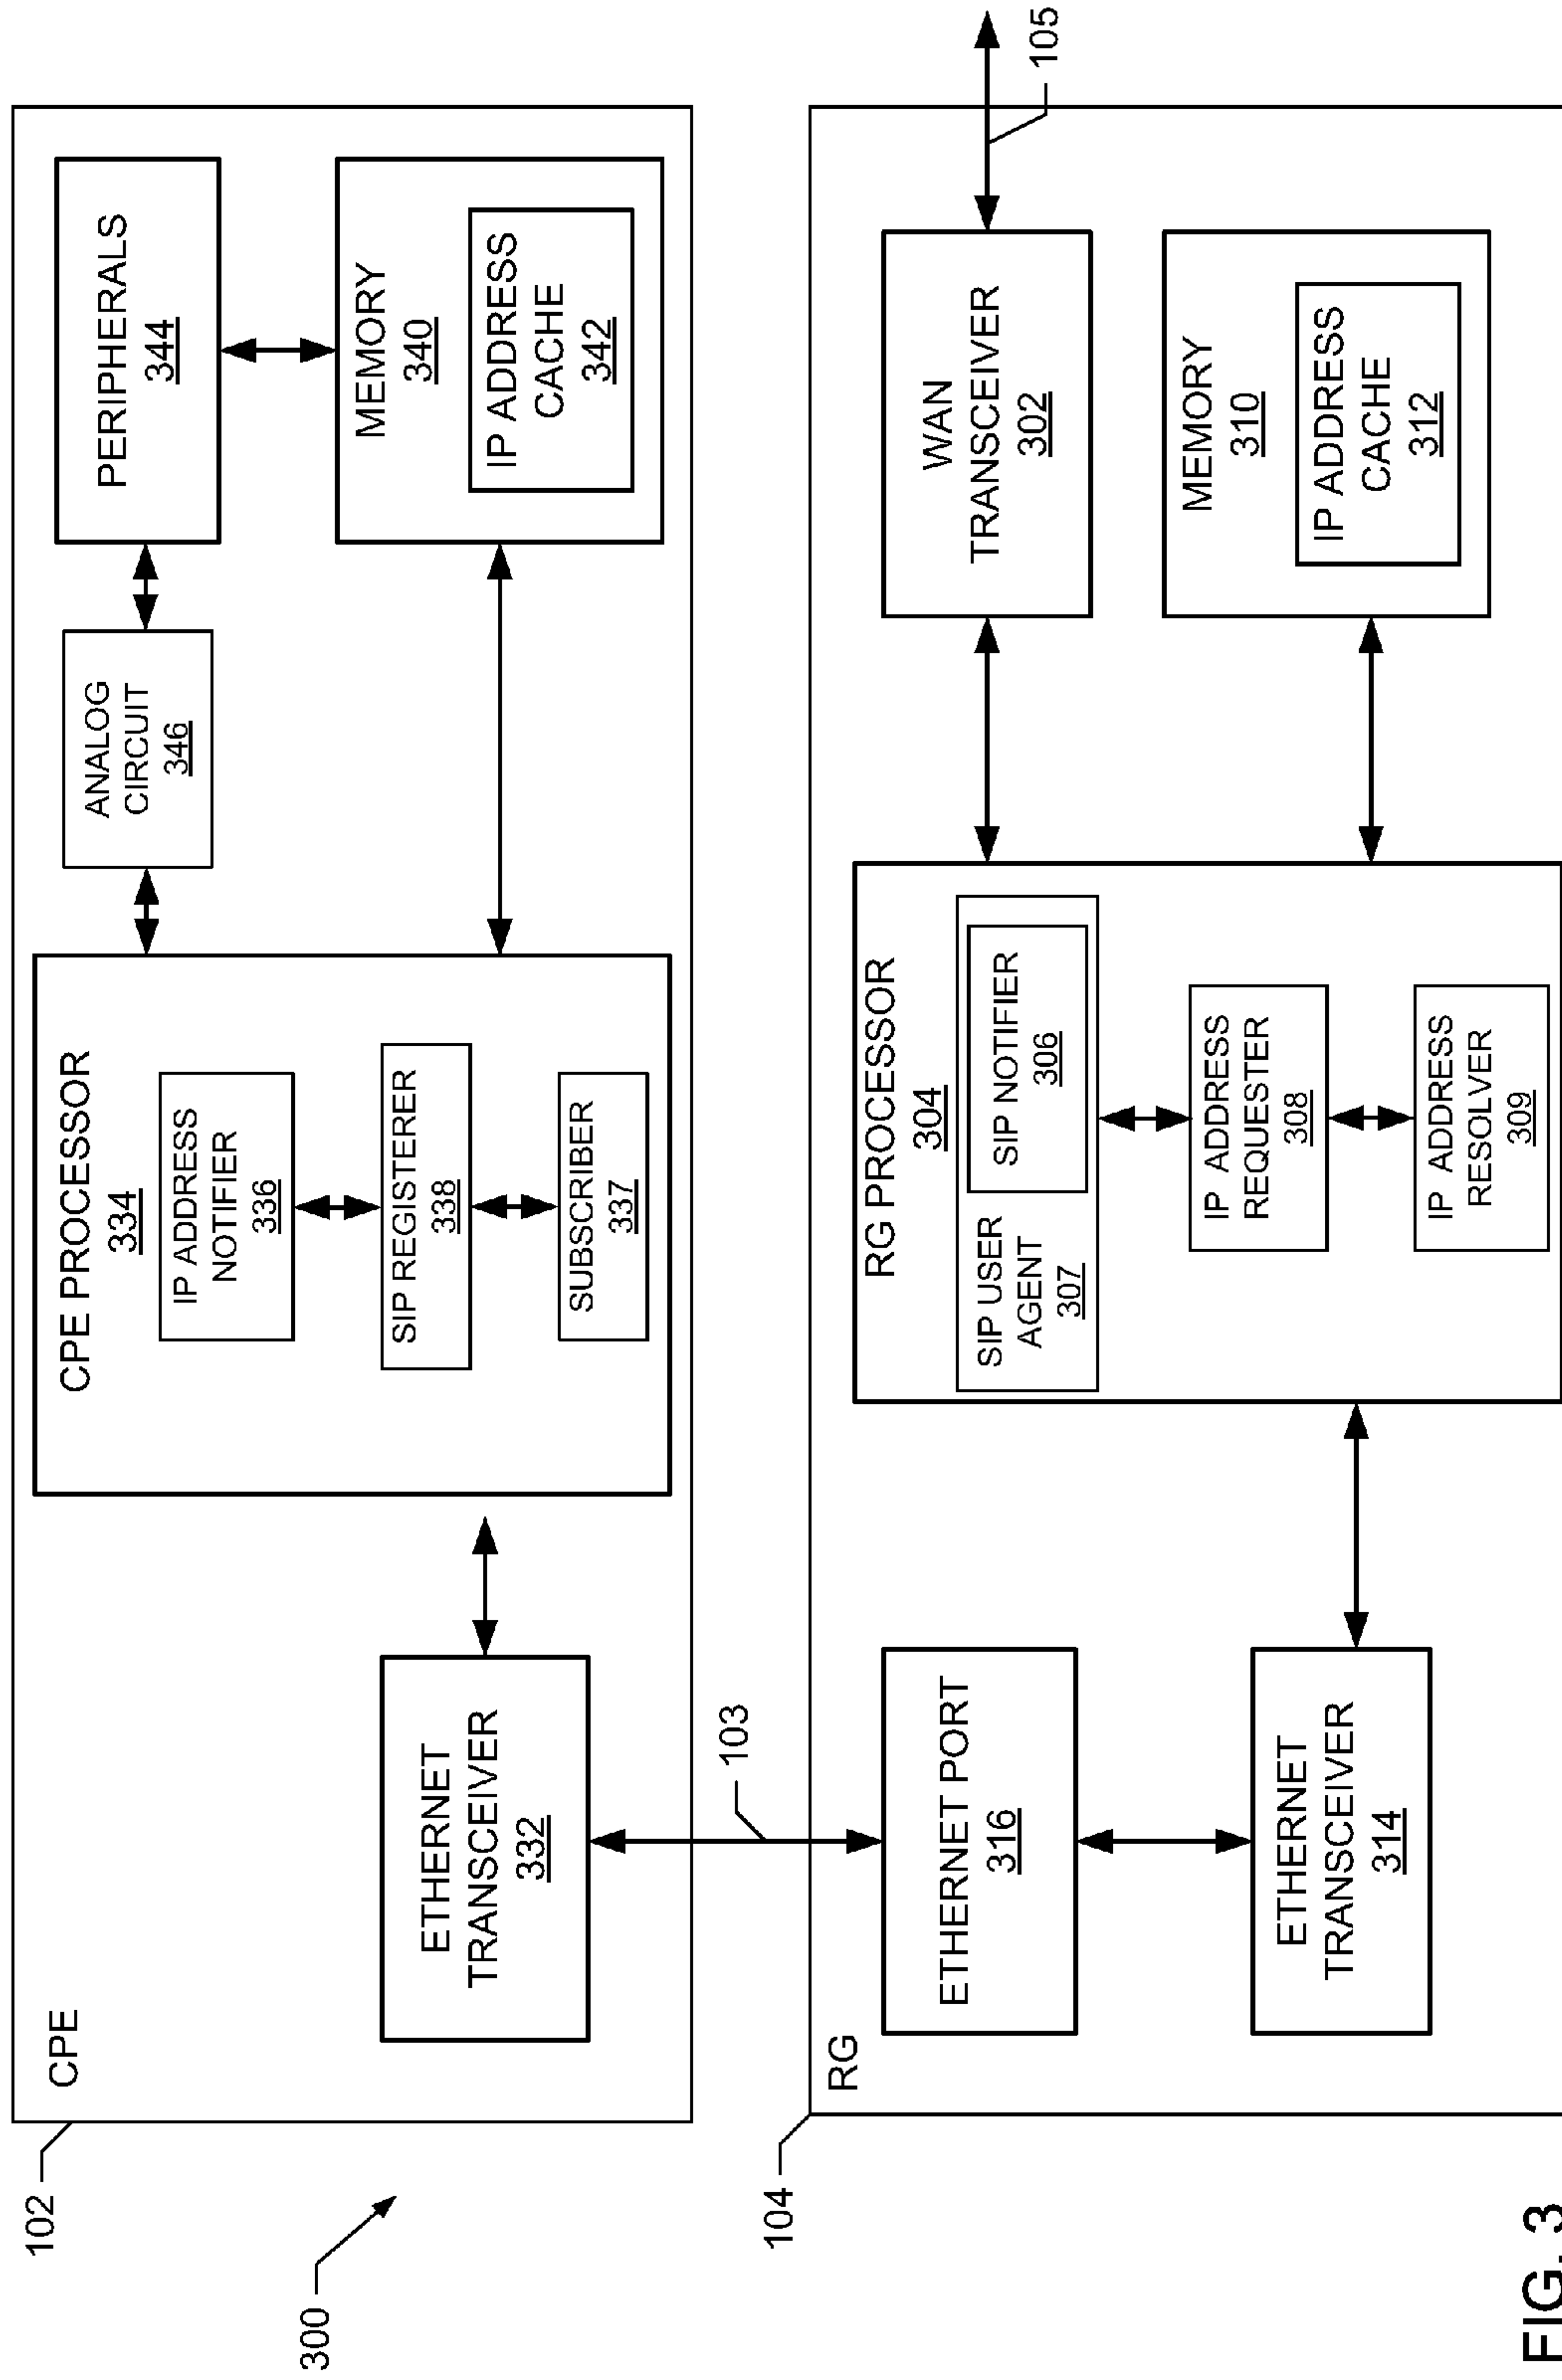 300
102
CPE
ETHERNET
TRANSCEIVER
332
CPE PROCESSOR
334
IP ADDRESS
NOTIFIER
336
SIP REGISTERER
338
SUBSCRIBER
337
ANALOG
CIRCUIT
346
PERIPHERALS
344
MEMORY
340
IP ADDRESS
CACHE
342
103
104
RG
ETHERNET PORT
316
ETHERNET
TRANSCEIVER
314
RG PROCESSOR
304
SIP USER
AGENT
307
SIP NOTIFIER
306
IP ADDRESS
REQUESTER
308
IP ADDRESS
RESOLVER
309
WAN
TRANSCEIVER
302
MEMORY
310
IP ADDRESS
CACHE
312
105
FIG. 3